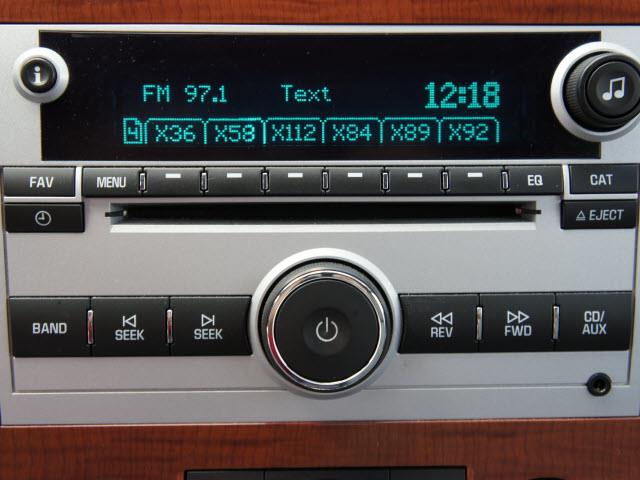 i
FM 97.1 Text 12:18
4 X36 X58 X112 X84 X89 X92
FAV MENU EQ CAT
EJECT
BAND SEEK SEEK REV FWD CD/
AUX